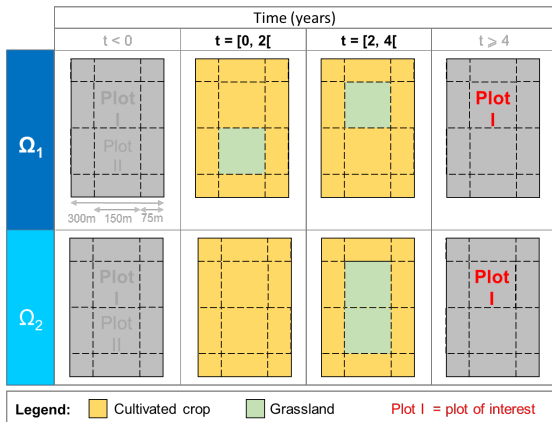 Time (years)
t < 0
t = [0, 2[
t = [2, 4[
t ⩾ 4
Ω1
Plot
I
Plot
II
Plot
I
300m
150m
75m
Ω2
Plot
I
Plot
II
Plot
I
Legend:
Cultivated crop
Grassland
Plot I = plot of interest